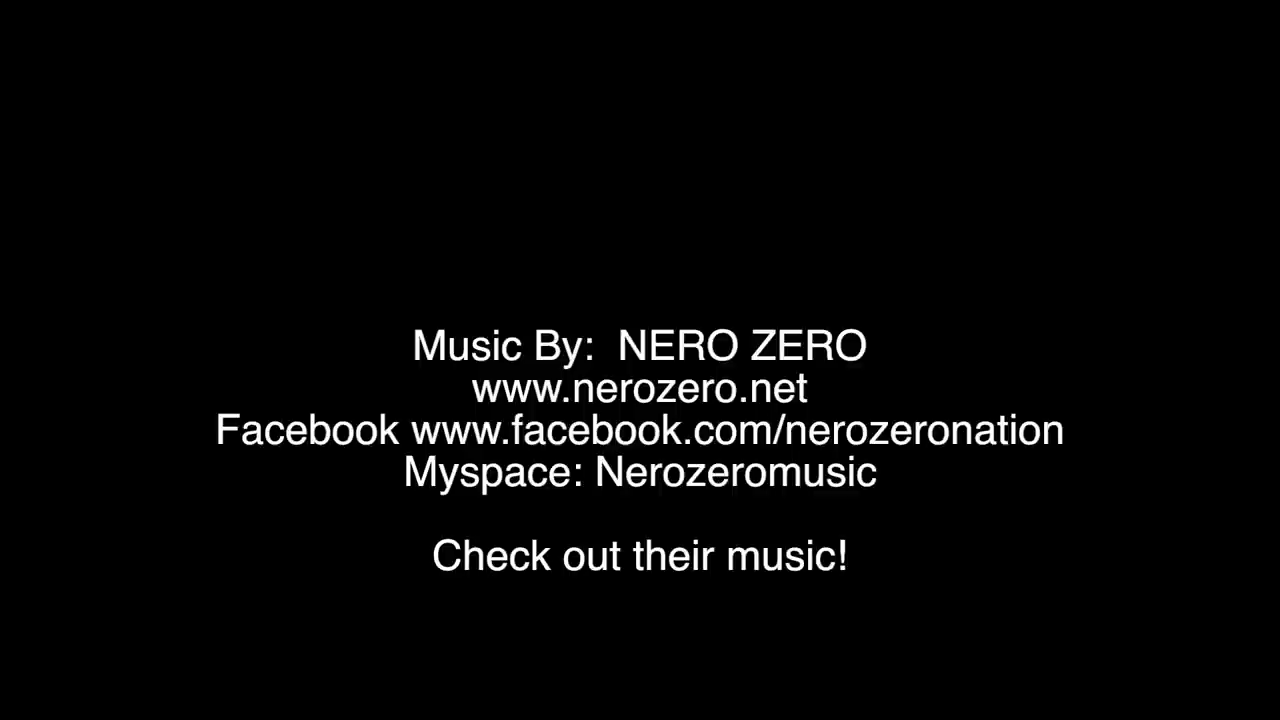 Music By:  NERO ZERO
www.nerozero.net
Facebook www.facebook.com/nerozeronation
Myspace: Nerozeromusic
Check out their music!